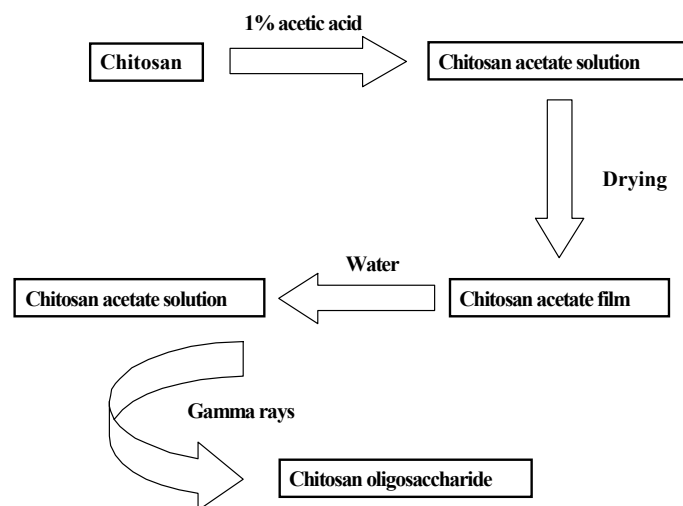 1% acetic acid
Chitosan
Chitosan acetate solution
Drying
Water
Chitosan acetate solution
Chitosan acetate film
Gamma rays
Chitosan oligosaccharide